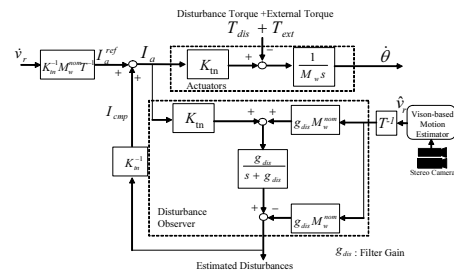 Disturbance Torque +External Torque
T_dis + T_ext
v̇_r
K_tn^-1 M_w^nom T^-1
I_a^ref
I_a
+
+
K_tn
Actuators
+
−
1
M_w s
θ̇
I_cmp
K_tn
+
+
g_dis M_w^nom
T^-1
v̂_r
Vison-based
Motion
Estimator
Stereo Camera
K_tn^-1
g_dis
s + g_dis
Disturbance
Observer
+
−
g_dis M_w^nom
g_dis : Filter Gain
Estimated Disturbances